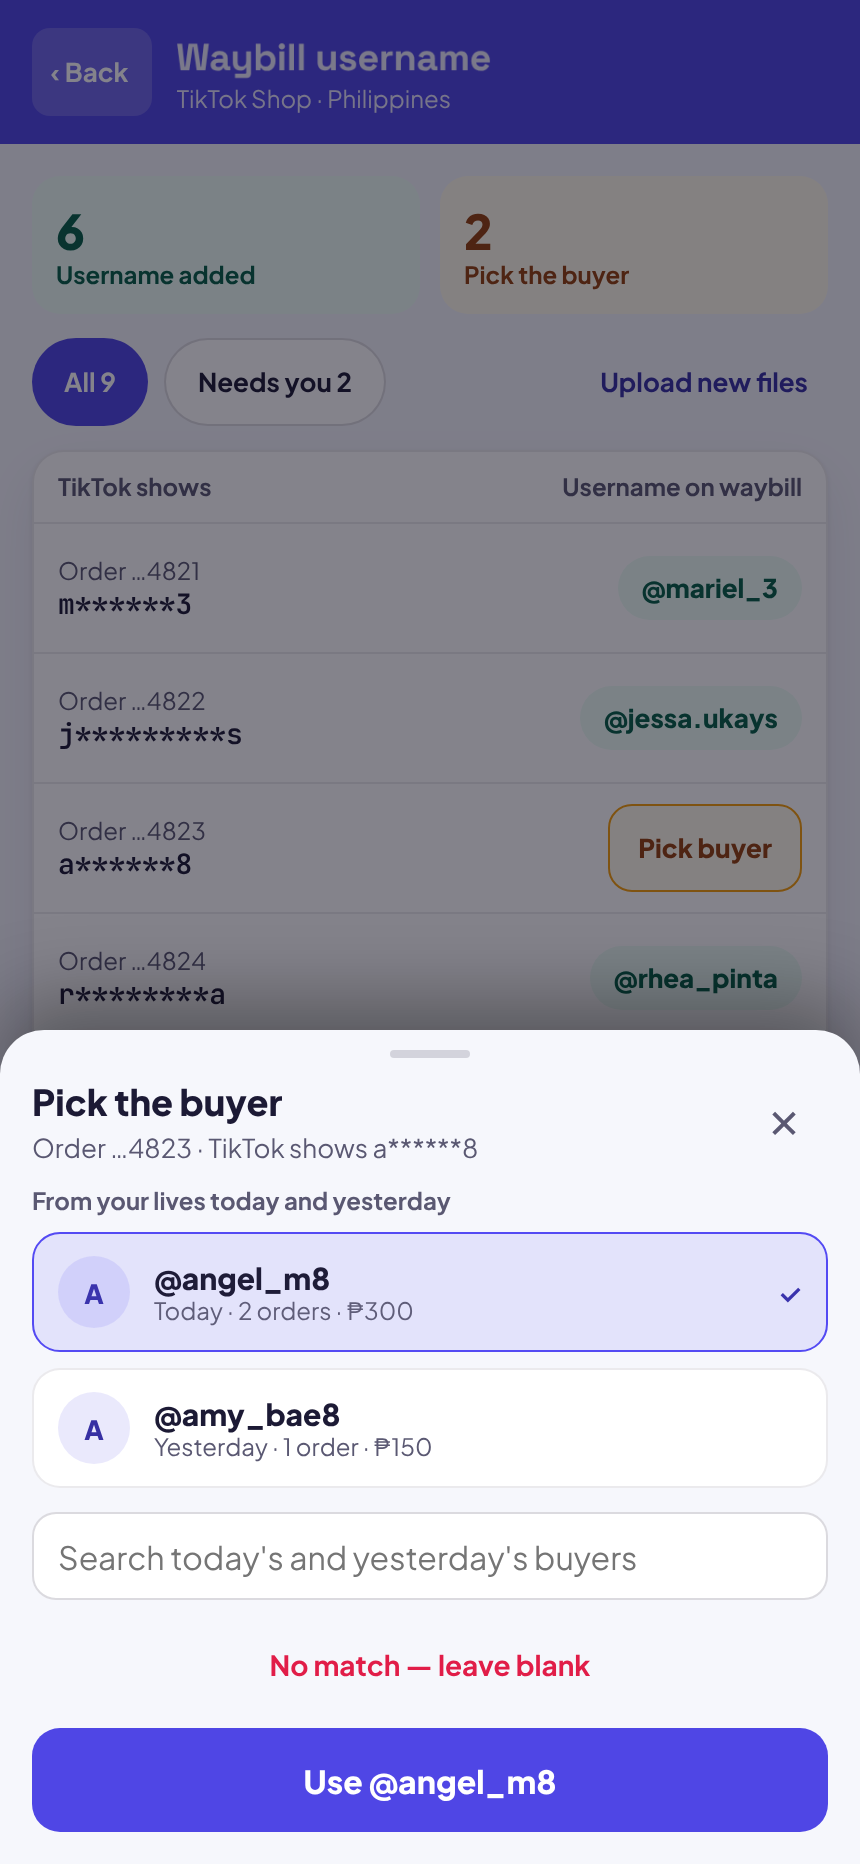 ‹ Back
Waybill username
TikTok Shop · Philippines
6
Username added
2
Pick the buyer
All 9
Needs you 2
Upload new files
TikTok shows
Username on waybill
Order …4821
m******3
@mariel_3
Order …4822
j*********s
@jessa.ukays
Order …4823
a******8
Pick buyer
Order …4824
r********a
@rhea_pinta
Pick the buyer
Order …4823 · TikTok shows a******8
✕
From your lives today and yesterday
A
@angel_m8
Today · 2 orders · ₱300
✓
A
@amy_bae8
Yesterday · 1 order · ₱150
Search today's and yesterday's buyers
No match — leave blank
Use @angel_m8